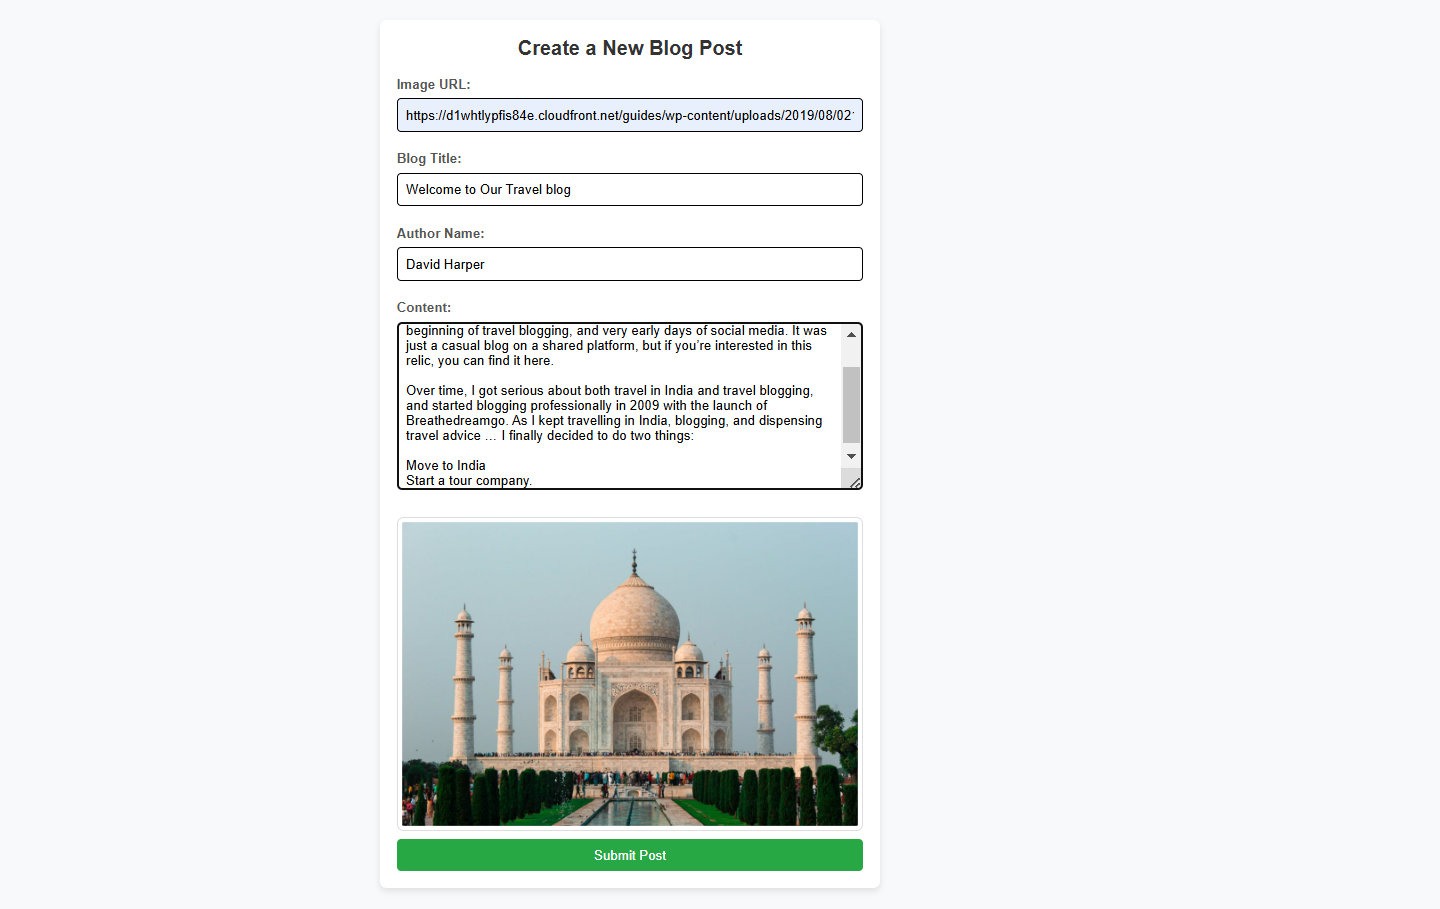 Create a New Blog Post
Image URL:
https://d1whtlypfis84e.cloudfront.net/guides/wp-content/uploads/2019/08/02
Blog Title:
Welcome to Our Travel blog
Author Name:
David Harper
Content:
beginning of travel blogging, and very early days of social media. It was
just a casual blog on a shared platform, but if you’re interested in this
relic, you can find it here.
Over time, I got serious about both travel in India and travel blogging,
and started blogging professionally in 2009 with the launch of
Breathedreamgo. As I kept travelling in India, blogging, and dispensing
travel advice … I finally decided to do two things:
Move to India
Start a tour company.
Submit Post